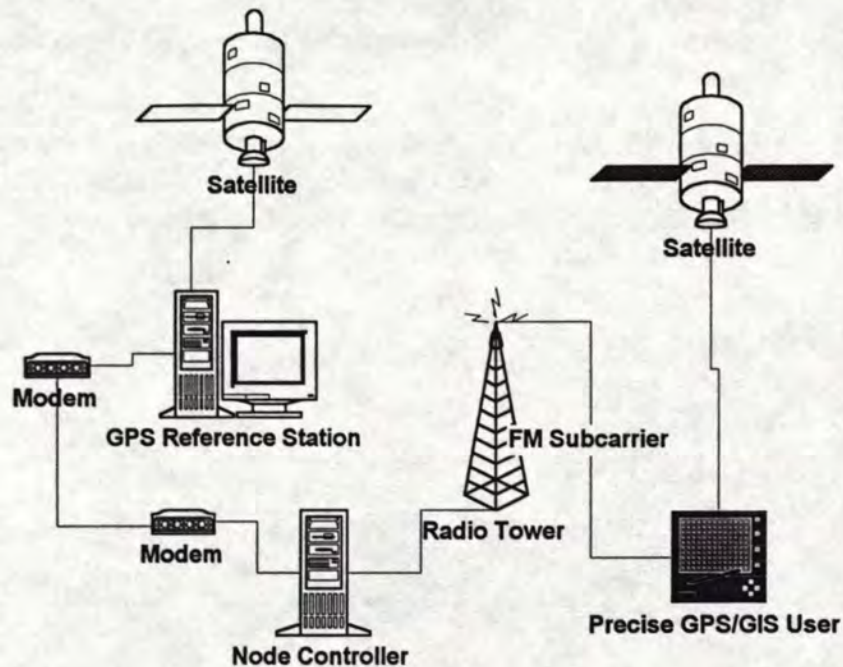 Satellite
Satellite
Modem
GPS Reference Station
FM Subcarrier
Modem
Radio Tower
Precise GPS/GIS User
Node Controller